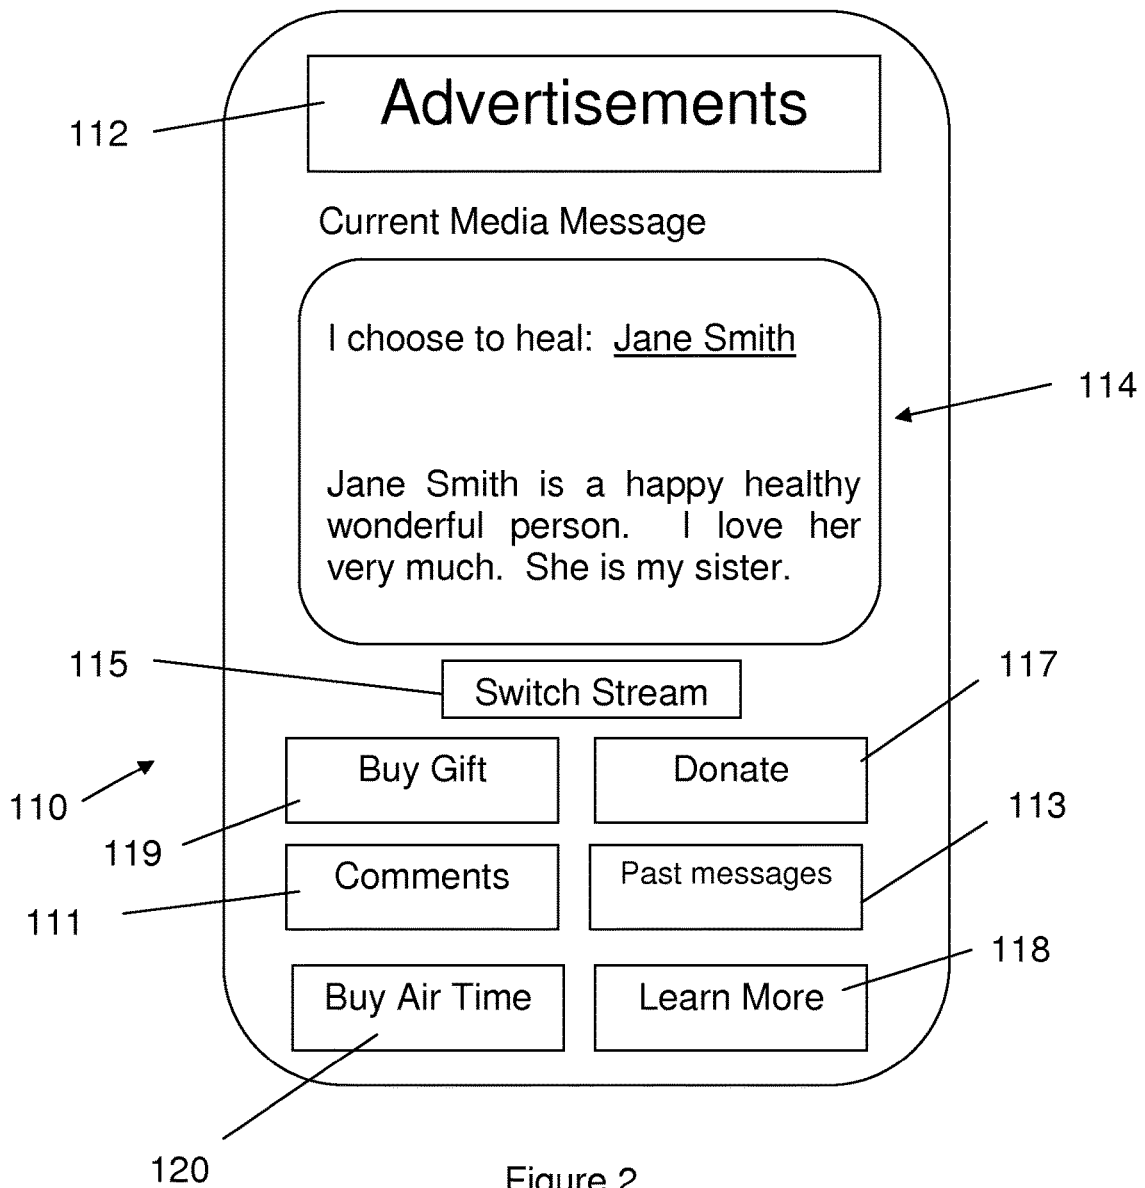 Advertisements
112
Current Media Message
I choose to heal: Jane Smith
114
Jane Smith is a happy healthy
wonderful person. I love her
very much. She is my sister.
115
Switch Stream
117
Buy Gift
Donate
110
113
119
Comments
Past messages
111
118
Buy Air Time
Learn More
120
Figure 2